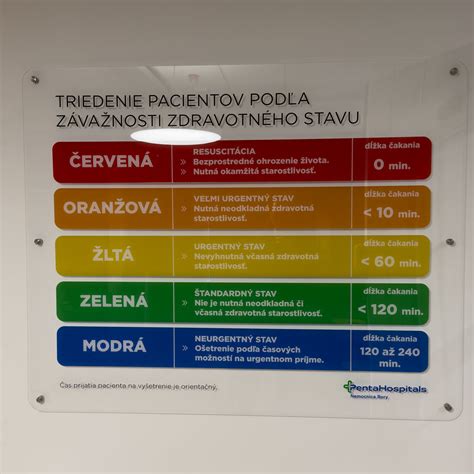 TRIEDENIE PACIENTOV PODĽA
ZÁVAŽNOSTI ZDRAVOTNÉHO STAVU
ČERVENÁ
RESUSCITÁCIA
» Bezprostredné ohrozenie života.
» Nutná okamžitá starostlivosť.
dĺžka čakania
0 min.
ORANŽOVÁ
VEĽMI URGENTNÝ STAV
» Nutná neodkladná zdravotná
starostlivosť.
dĺžka čakania
< 10 min.
ŽLTÁ
URGENTNÝ STAV
» Nevyhnutná včasná zdravotná
starostlivosť.
dĺžka čakania
< 60 min.
ZELENÁ
ŠTANDARDNÝ STAV
» Nie je nutná neodkladná či
včasná zdravotná starostlivosť.
dĺžka čakania
< 120 min.
MODRÁ
NEURGENTNÝ STAV
» Ošetrenie podľa časových
možností na urgentnom príjme.
dĺžka čakania
120 až 240
min.
Čas prijatia pacienta na vyšetrenie je orientačný.
PentaHospitals
Nemocnica Bory.